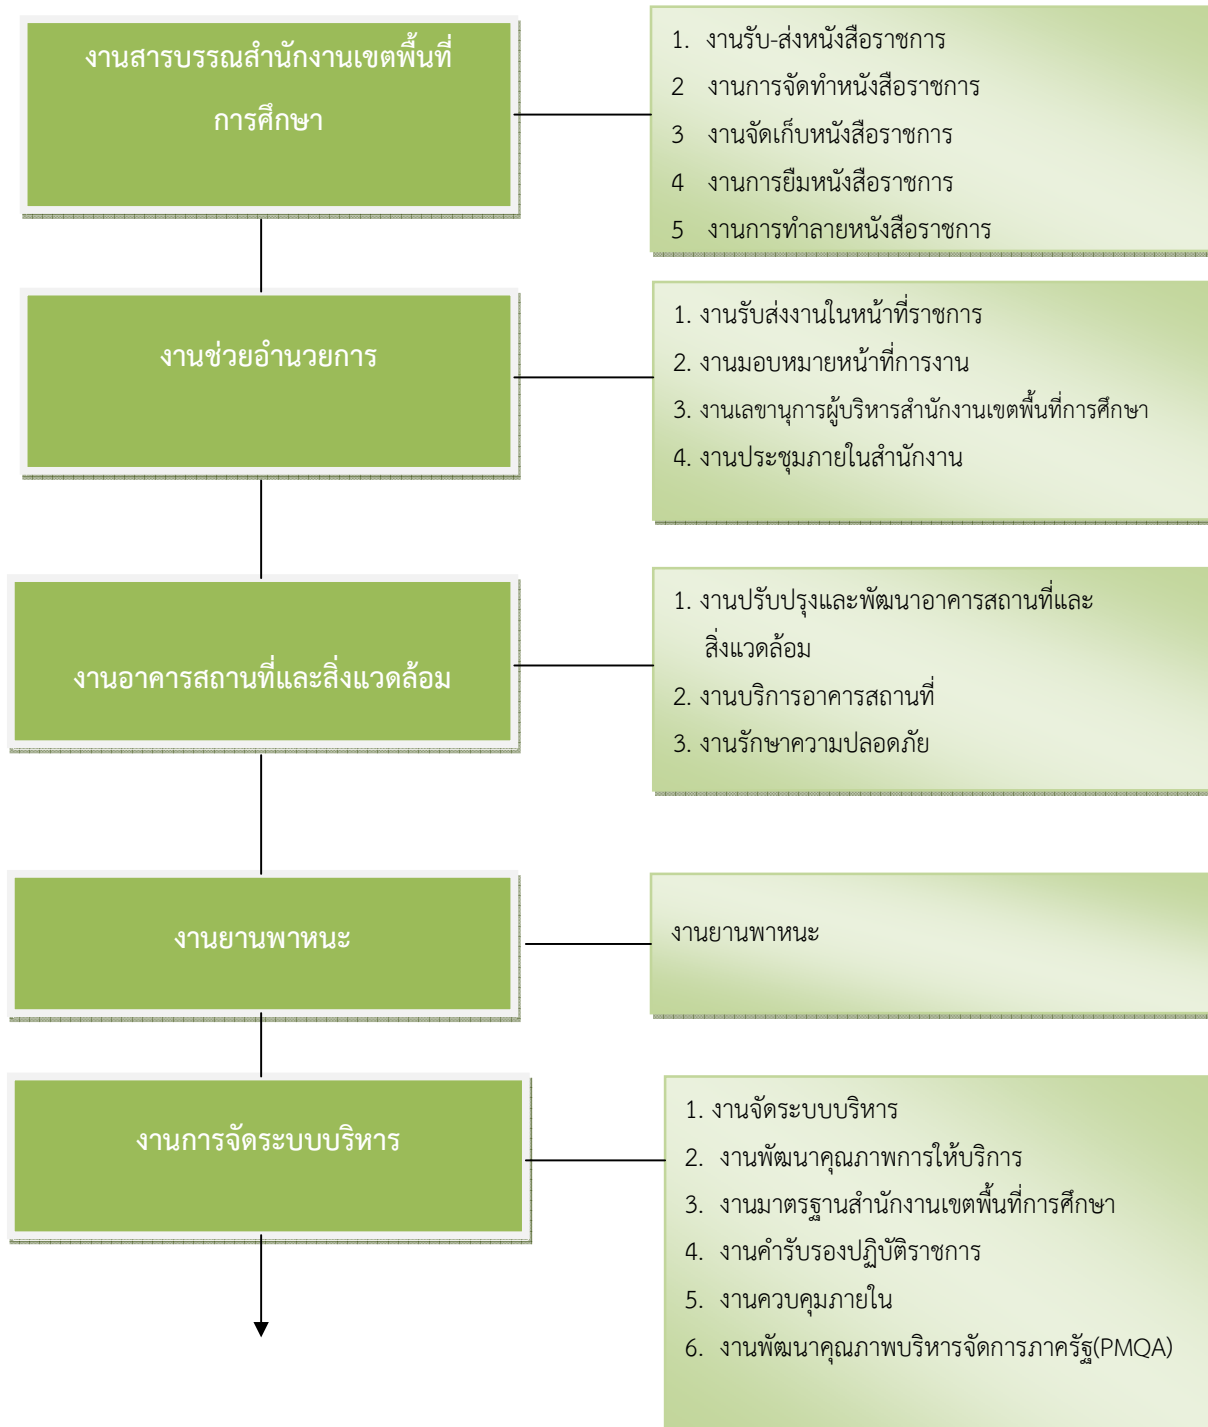 งานสารบรรณสำนักงานเขตพื้นที่
การศึกษา
1. งานรับ-ส่งหนังสือราชการ
2 งานการจัดทำหนังสือราชการ
3 งานจัดเก็บหนังสือราชการ
4 งานการยืมหนังสือราชการ
5 งานการทำลายหนังสือราชการ
งานช่วยอำนวยการ
1. งานรับส่งงานในหน้าที่ราชการ
2. งานมอบหมายหน้าที่การงาน
3. งานเลขานุการผู้บริหารสำนักงานเขตพื้นที่การศึกษา
4. งานประชุมภายในสำนักงาน
งานอาคารสถานที่และสิ่งแวดล้อม
1. งานปรับปรุงและพัฒนาอาคารสถานที่และ
สิ่งแวดล้อม
2. งานบริการอาคารสถานที่
3. งานรักษาความปลอดภัย
งานยานพาหนะ
งานยานพาหนะ
งานการจัดระบบบริหาร
1. งานจัดระบบบริหาร
2. งานพัฒนาคุณภาพการให้บริการ
3. งานมาตรฐานสำนักงานเขตพื้นที่การศึกษา
4. งานคำรับรองปฏิบัติราชการ
5. งานควบคุมภายใน
6. งานพัฒนาคุณภาพบริหารจัดการภาครัฐ(PMQA)